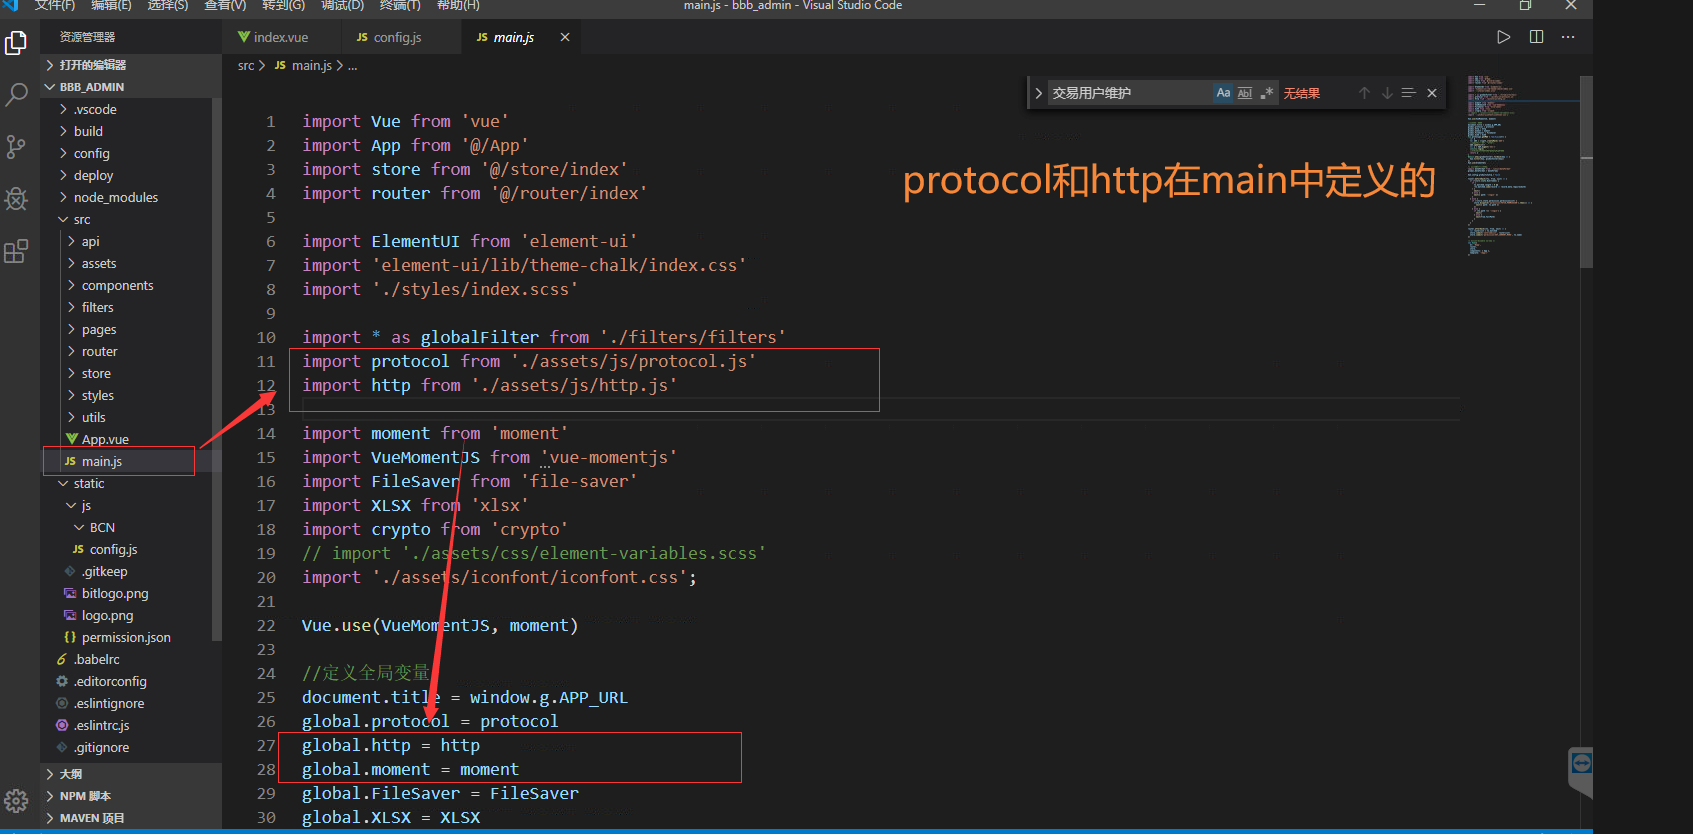 文件(F) 编辑(E) 选择(S) 查看(V) 转到(G) 调试(D) 终端(T) 帮助(H) main.js - bbb_admin - Visual Studio Code
资源管理器
index.vue
JS config.js
JS main.js
src > JS main.js > ...
交易用户维护 Aa Abl .* 无结果
打开的编辑器
BBB_ADMIN
.vscode
build
config
deploy
node_modules
src
api
assets
components
filters
pages
router
store
styles
utils
App.vue
JS main.js
static
js
BCN
JS config.js
.gitkeep
bitlogo.png
logo.png
{} permission.json
.babelrc
.editorconfig
.eslintignore
.eslintrc.js
.gitignore
大纲
NPM 脚本
MAVEN 项目
protocol和http在main中定义的
1 import Vue from 'vue'
2 import App from '@/App'
3 import store from '@/store/index'
4 import router from '@/router/index'
5
6 import ElementUI from 'element-ui'
7 import 'element-ui/lib/theme-chalk/index.css'
8 import './styles/index.scss'
9
10 import * as globalFilter from './filters/filters'
11 import protocol from './assets/js/protocol.js'
12 import http from './assets/js/http.js'
13
14 import moment from 'moment'
15 import VueMomentJS from 'vue-momentjs'
16 import FileSaver from 'file-saver'
17 import XLSX from 'xlsx'
18 import crypto from 'crypto'
19 // import './assets/css/element-variables.scss'
20 import './assets/iconfont/iconfont.css';
21
22 Vue.use(VueMomentJS, moment)
23
24 //定义全局变量
25 document.title = window.g.APP_URL
26 global.protocol = protocol
27 global.http = http
28 global.moment = moment
29 global.FileSaver = FileSaver
30 global.XLSX = XLSX